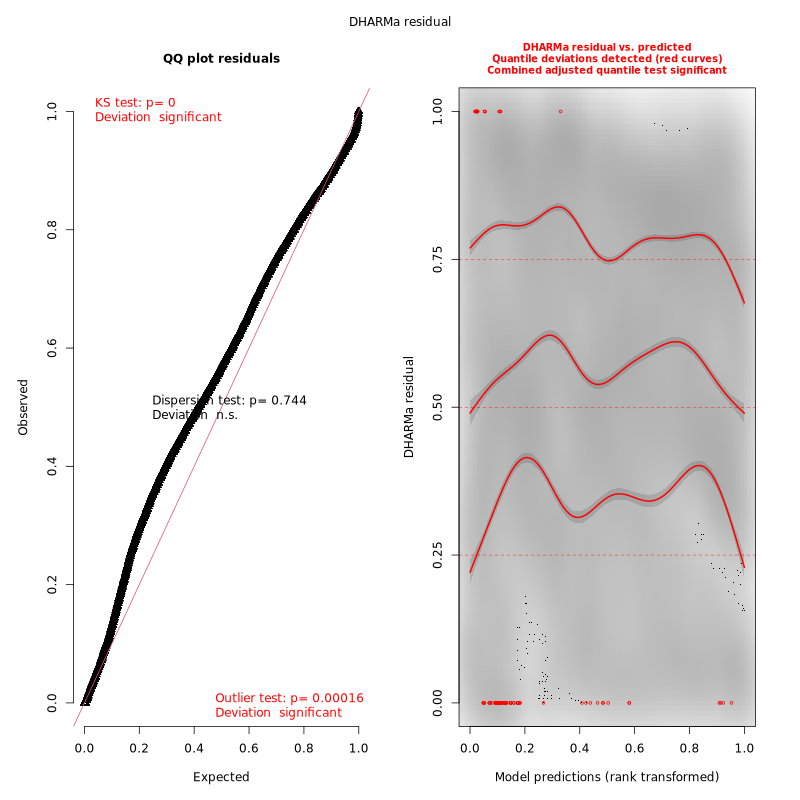 DHARMa residual
QQ plot residuals
KS test: p= 0
Deviation significant
Dispersion test: p= 0.744
Deviation n.s.
Outlier test: p= 0.00016
Deviation significant
Observed
0.0
0.2
0.4
0.6
0.8
1.0
0.0 0.2 0.4 0.6 0.8 1.0
Expected
DHARMa residual vs. predicted
Quantile deviations detected (red curves)
Combined adjusted quantile test significant
DHARMa residual
0.00
0.25
0.50
0.75
1.00
0.0 0.2 0.4 0.6 0.8 1.0
Model predictions (rank transformed)